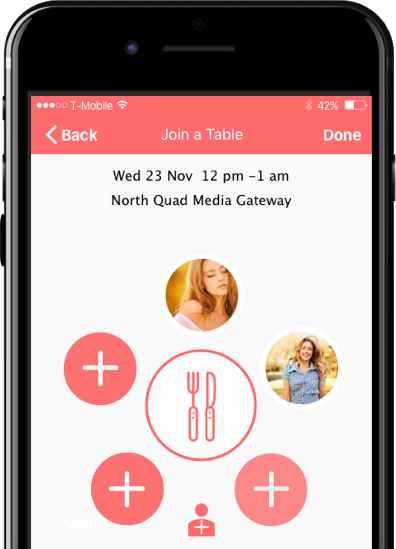 T-Mobile 42%
Back Join a Table Done
Wed 23 Nov 12 pm -1 am
North Quad Media Gateway
Quad